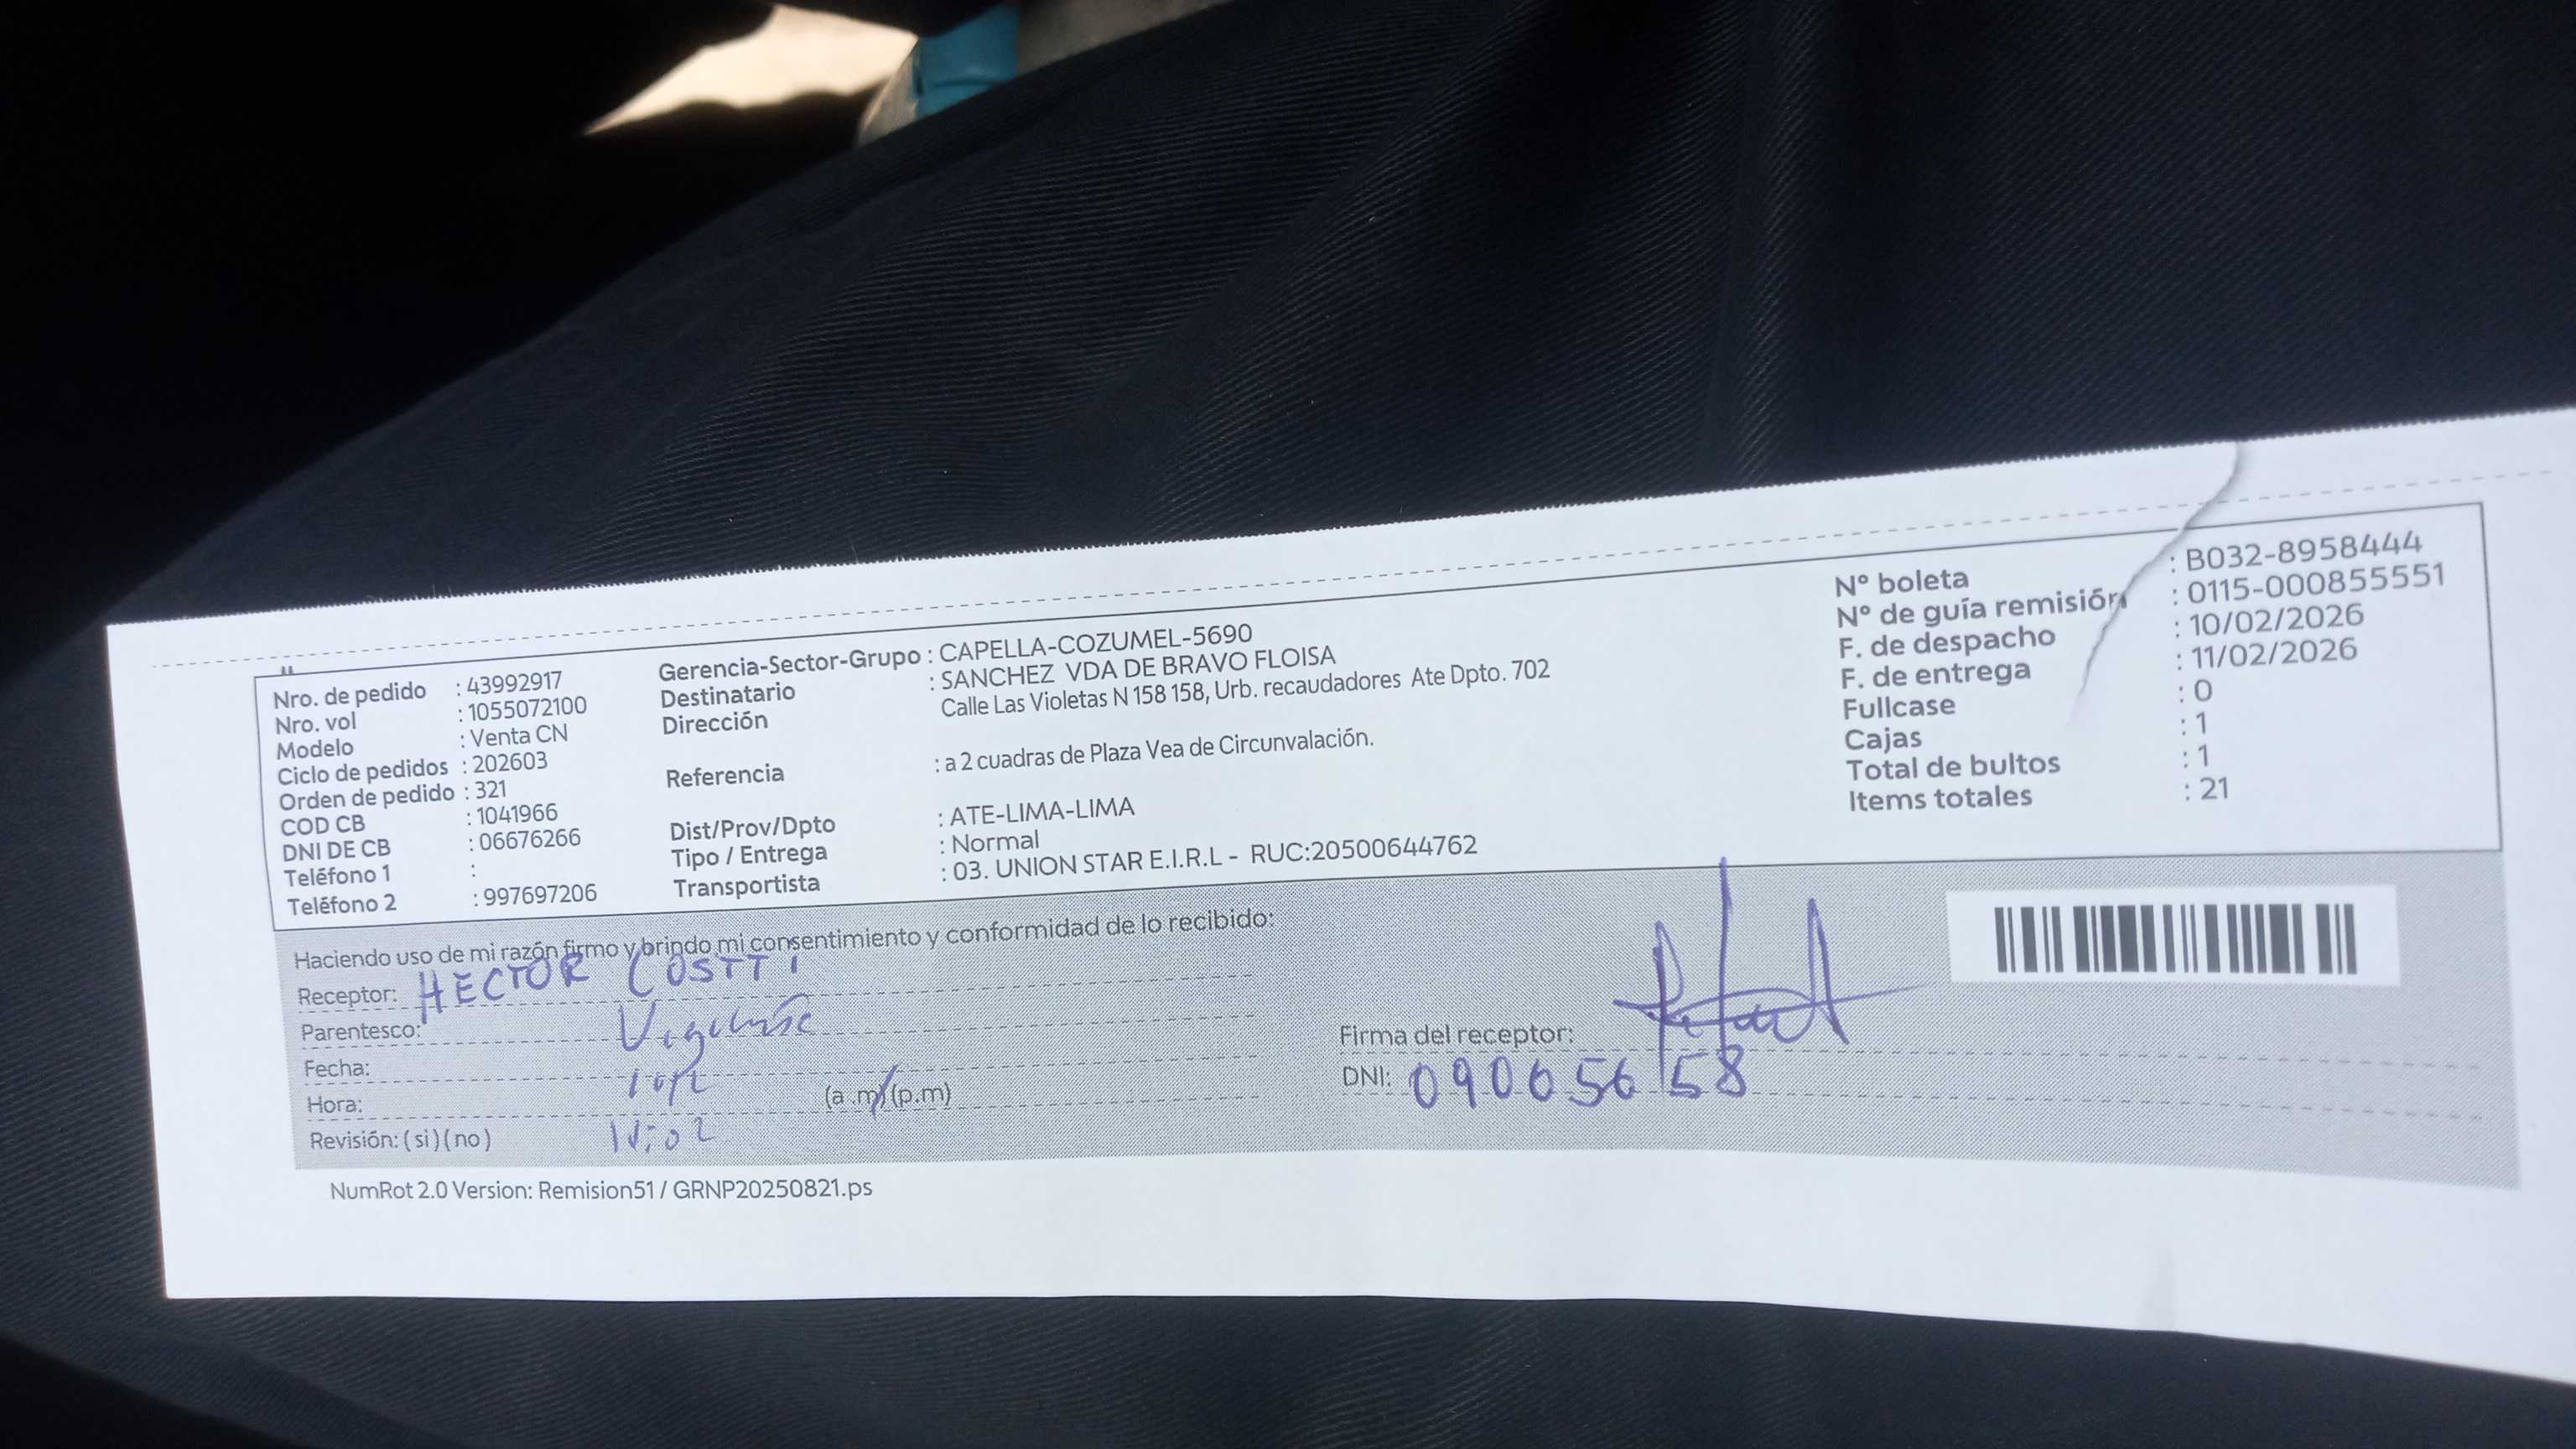 Nro. de pedido : 43992917
Nro. vol : 1055072100
Modelo : Venta CN
Ciclo de pedidos : 202603
Orden de pedido : 321
COD CB : 1041966
DNI DE CB : 06676266
Teléfono 1 :
Teléfono 2 : 997697206
Gerencia-Sector-Grupo : CAPELLA-COZUMEL-5690
Destinatario : SANCHEZ VDA DE BRAVO FLOISA
Dirección Calle Las Violetas N 158 158, Urb. recaudadores Ate Dpto. 702
Referencia : a 2 cuadras de Plaza Vea de Circunvalación.
Dist/Prov/Dpto : ATE-LIMA-LIMA
Tipo / Entrega : Normal
Transportista : 03. UNION STAR E.I.R.L - RUC:20500644762
N° boleta : B032-8958444
N° de guía remisión : 0115-000855551
F. de despacho : 10/02/2026
F. de entrega : 11/02/2026
Fullcase : 0
Cajas : 1
Total de bultos : 1
Items totales : 21
Haciendo uso de mi razón firmo y brindo mi consentimiento y conformidad de lo recibido:
Receptor: HECTOR COSTTI
Parentesco:
Fecha:
Hora: (a.m)(p.m)
Revisión: (si)(no)
Firma del receptor:
DNI: 09065658
NumRot 2.0 Version: Remision51 / GRNP20250821.ps